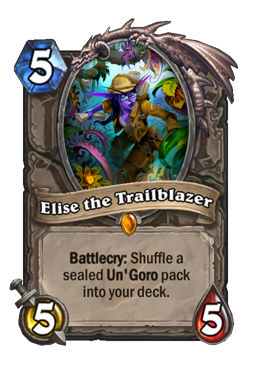 5
Elise the Trailblazer
Battlecry: Shuffle a
sealed Un'Goro pack
into your deck.
5
5